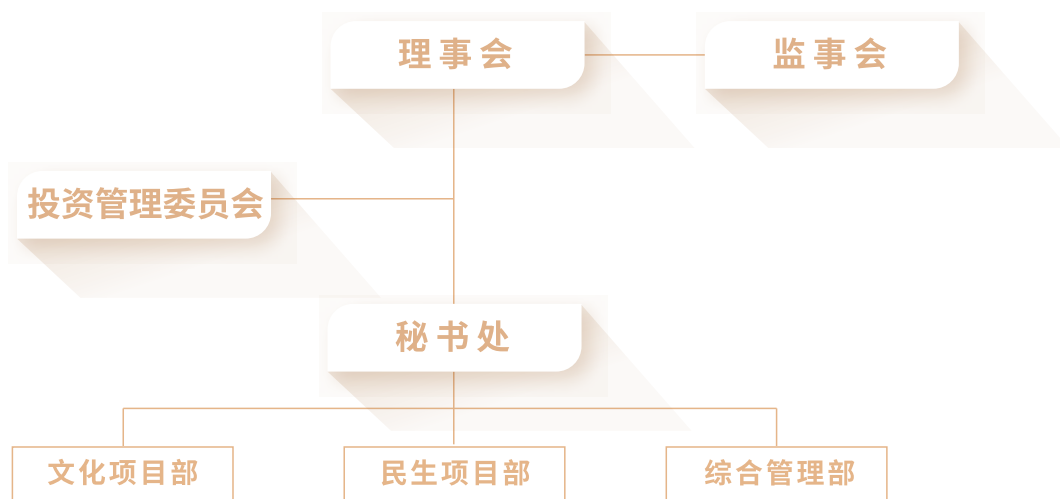 理事会
监事会
投资管理委员会
秘书处
文化项目部
民生项目部
综合管理部